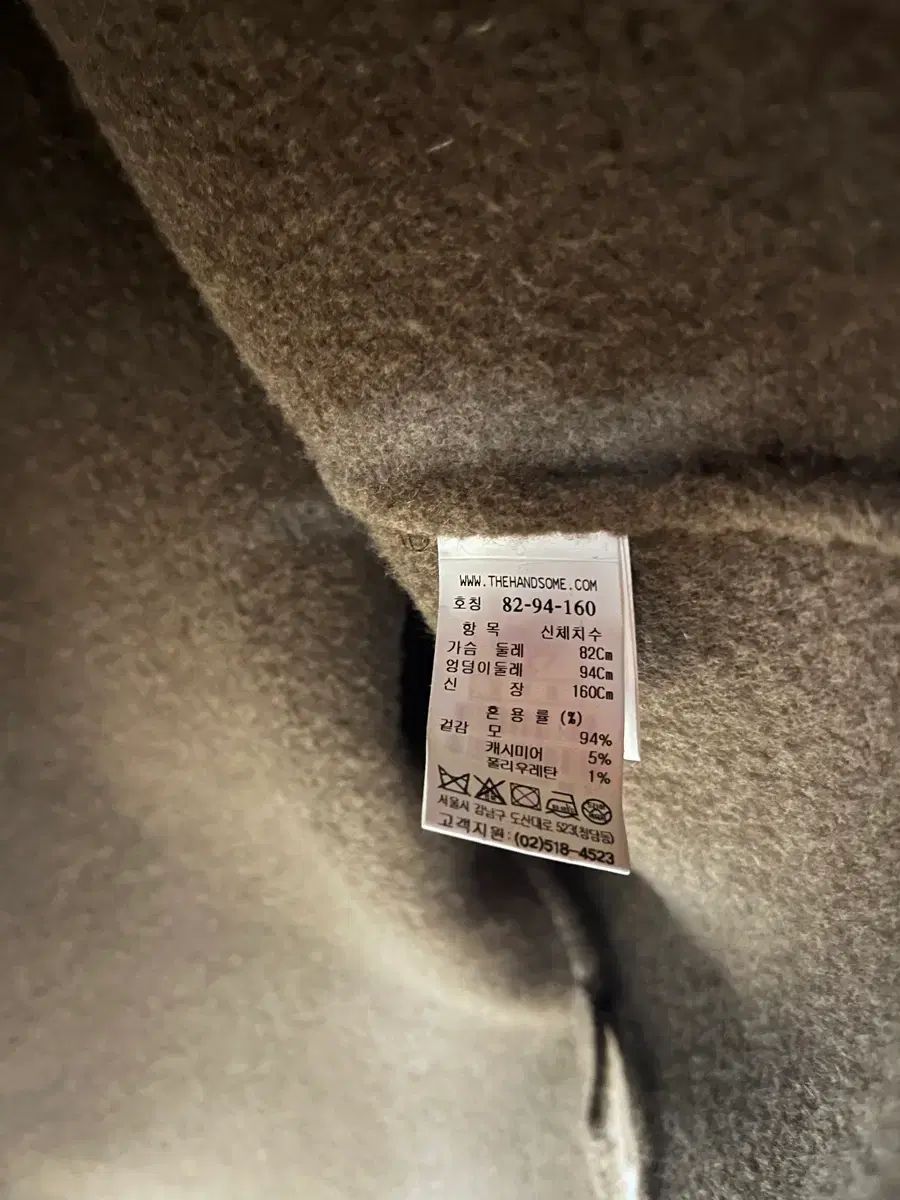 WWW.THEHANDSOME.COM
호칭 82-94-160
항 목 신체치수
가슴 둘레 82Cm
엉덩이둘레 94Cm
신 장 160Cm
혼 용 률 (%)
겉감 모 94%
캐시미어 5%
폴리우레탄 1%
서울시 강남구 도산대로 523(청담동)
고객지원:(02)518-4523